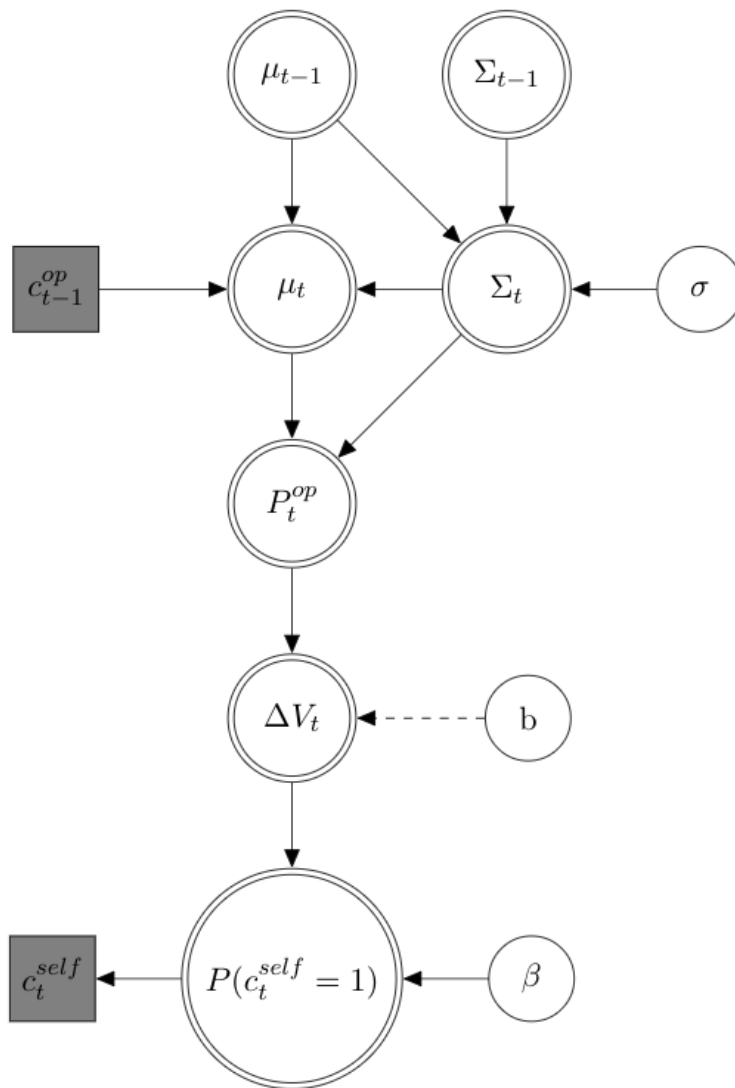 μ_{t−1} Σ_{t−1}
c^{op}_{t−1} μ_t Σ_t σ
P^{op}_t
ΔV_t b
c^{self}_t P(c^{self}_t = 1) β